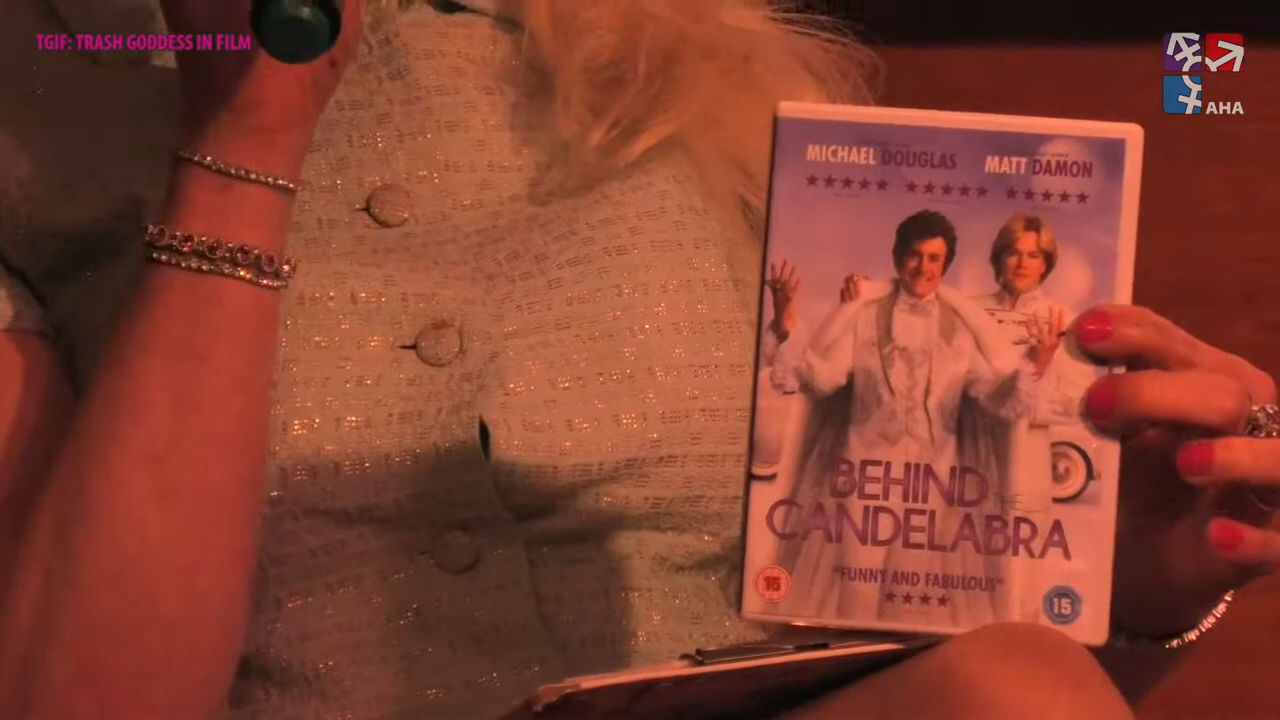 TGIF: TRASH GODDESS IN FILM
AHA
MICHAEL DOUGLAS MATT DAMON
BEHIND THE
CANDELABRA
"FUNNY AND FABULOUS"
15 15